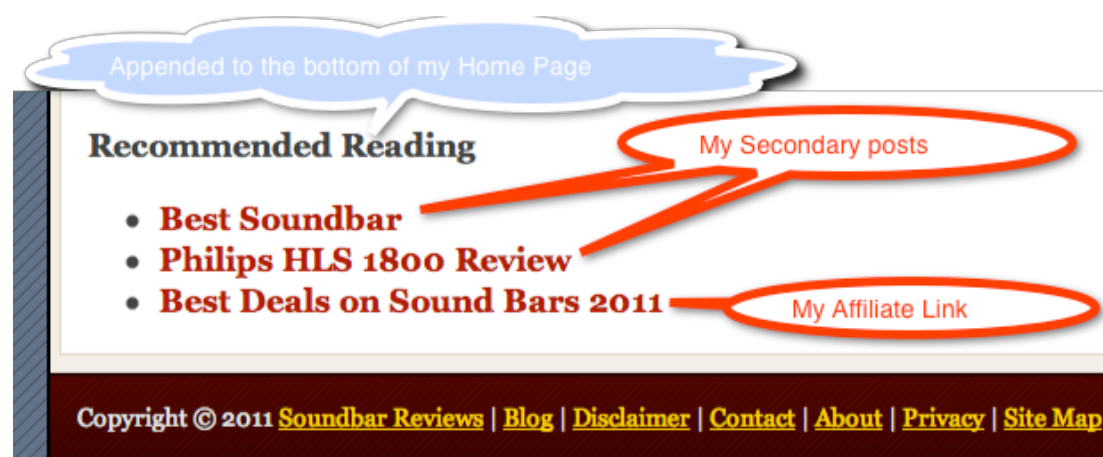 Appended to the bottom of my Home Page
Recommended Reading
My Secondary posts
Best Soundbar
Philips HLS 1800 Review
Best Deals on Sound Bars 2011
My Affiliate Link
Copyright © 2011 Soundbar Reviews | Blog | Disclaimer | Contact | About | Privacy | Site Map